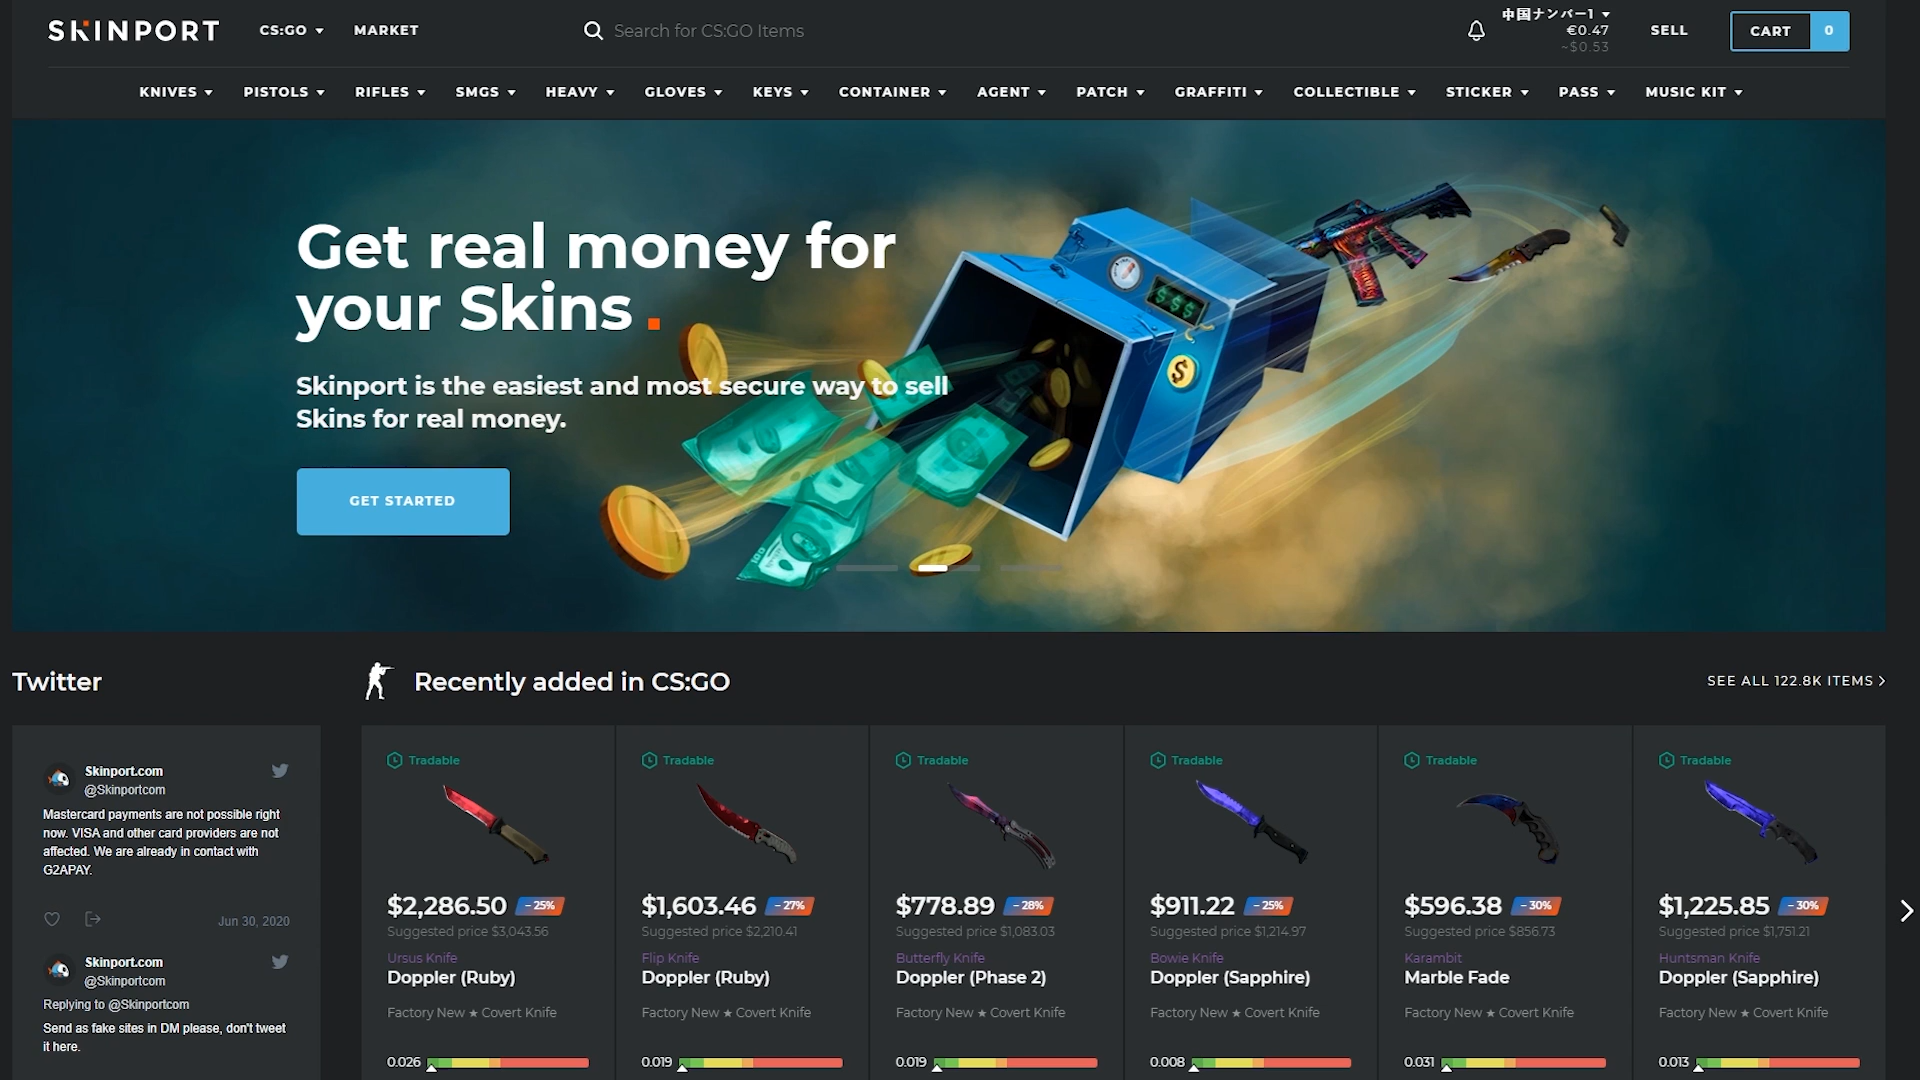 SKINPORT
CS:GO
MARKET
Search for CS:GO Items
中国ナンバー1
€0.47
~$0.53
SELL
CART 0
KNIVES PISTOLS RIFLES SMGS HEAVY GLOVES KEYS CONTAINER AGENT PATCH GRAFFITI COLLECTIBLE STICKER PASS MUSIC KIT
Get real money for
your Skins .
$$$
$
Skinport is the easiest and most secure way to sell
Skins for real money.
GET STARTED
100
Twitter
Recently added in CS:GO
SEE ALL 122.8K ITEMS
Skinport.com
@Skinportcom
Mastercard payments are not possible right
now. VISA and other card providers are not
affected. We are already in contact with
G2APAY.
Jun 30, 2020
Skinport.com
@Skinportcom
Replying to @Skinportcom
Send as fake sites in DM please, don't tweet
it here.
Tradable
$2,286.50 – 25%
Suggested price $3,043.56
Ursus Knife
Doppler (Ruby)
Factory New ★ Covert Knife
0.026
Tradable
$1,603.46 – 27%
Suggested price $2,210.41
Flip Knife
Doppler (Ruby)
Factory New ★ Covert Knife
0.019
Tradable
$778.89 – 28%
Suggested price $1,083.03
Butterfly Knife
Doppler (Phase 2)
Factory New ★ Covert Knife
0.019
Tradable
$911.22 – 25%
Suggested price $1,214.97
Bowie Knife
Doppler (Sapphire)
Factory New ★ Covert Knife
0.008
Tradable
$596.38 – 30%
Suggested price $856.73
Karambit
Marble Fade
Factory New ★ Covert Knife
0.031
Tradable
$1,225.85 – 30%
Suggested price $1,751.21
Huntsman Knife
Doppler (Sapphire)
Factory New ★ Covert Knife
0.013